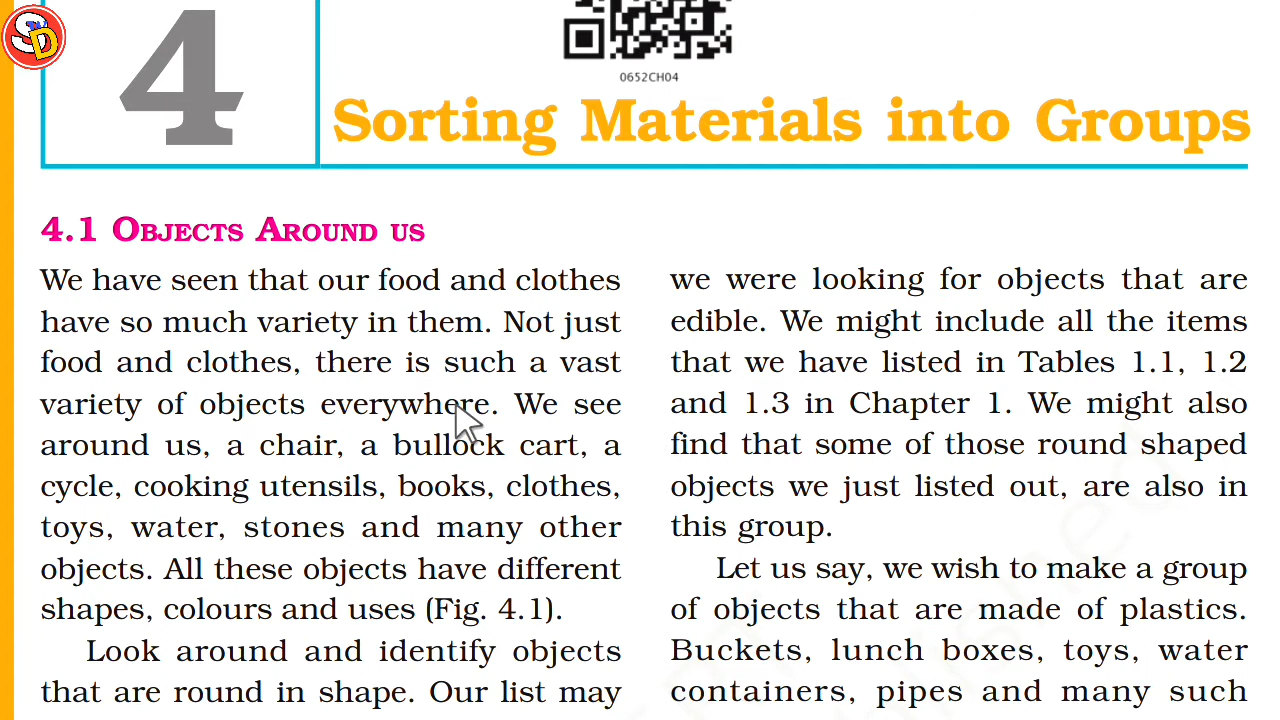 SD
0652CH04
4
Sorting Materials into Groups
4.1 OBJECTS AROUND US
We have seen that our food and clothes
have so much variety in them. Not just
food and clothes, there is such a vast
variety of objects everywhere. We see
around us, a chair, a bullock cart, a
cycle, cooking utensils, books, clothes,
toys, water, stones and many other
objects. All these objects have different
shapes, colours and uses (Fig. 4.1).
Look around and identify objects
that are round in shape. Our list may
we were looking for objects that are
edible. We might include all the items
that we have listed in Tables 1.1, 1.2
and 1.3 in Chapter 1. We might also
find that some of those round shaped
objects we just listed out, are also in
this group.
Let us say, we wish to make a group
of objects that are made of plastics.
Buckets, lunch boxes, toys, water
containers, pipes and many such